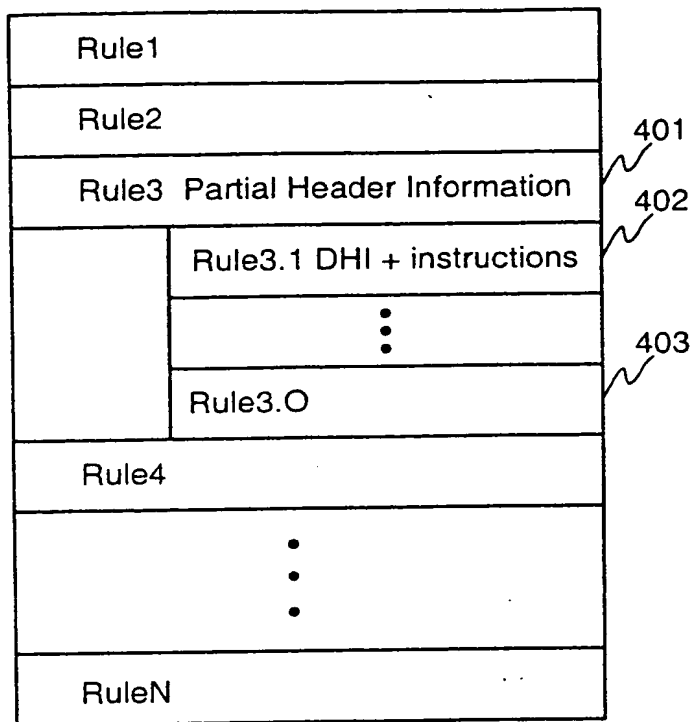 Rule1
Rule2
401
Rule3 Partial Header Information
402
Rule3.1 DHI + instructions
403
Rule3.O
Rule4
RuleN